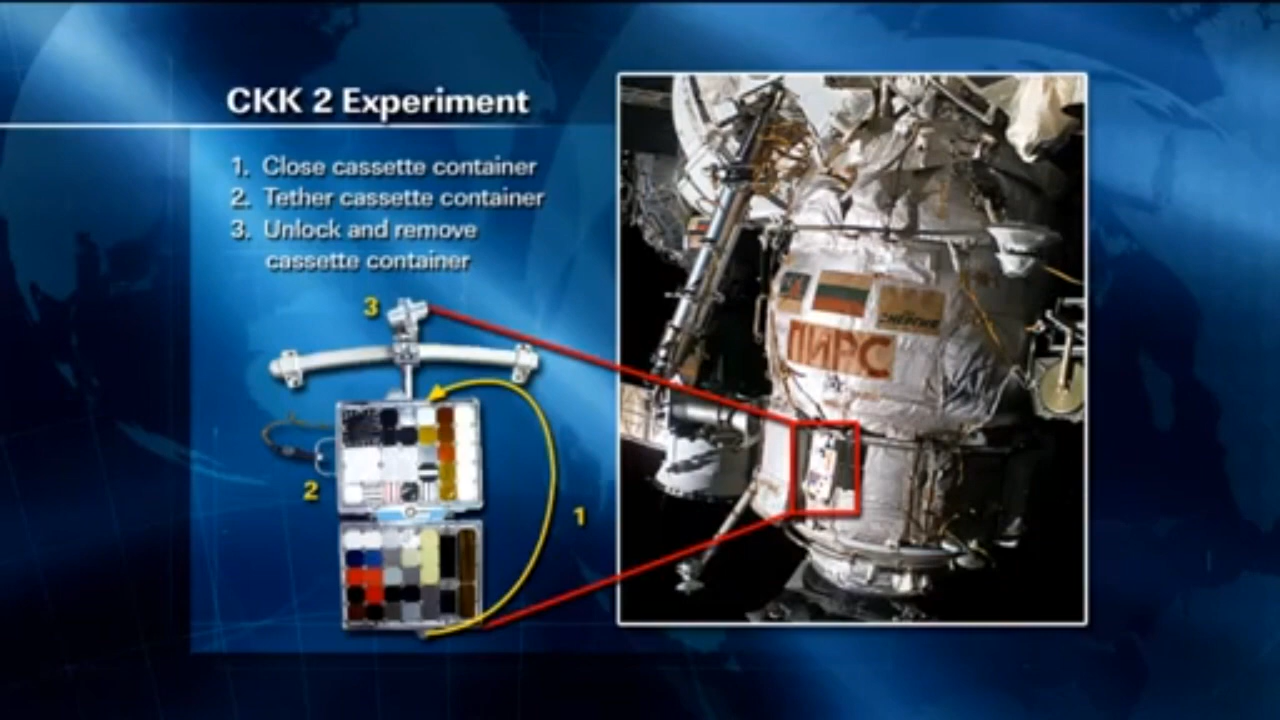 CKK 2 Experiment
1. Close cassette container
2. Tether cassette container
3. Unlock and remove
cassette container
3
2
1
ЭНЕРГИЯ
ПИРС